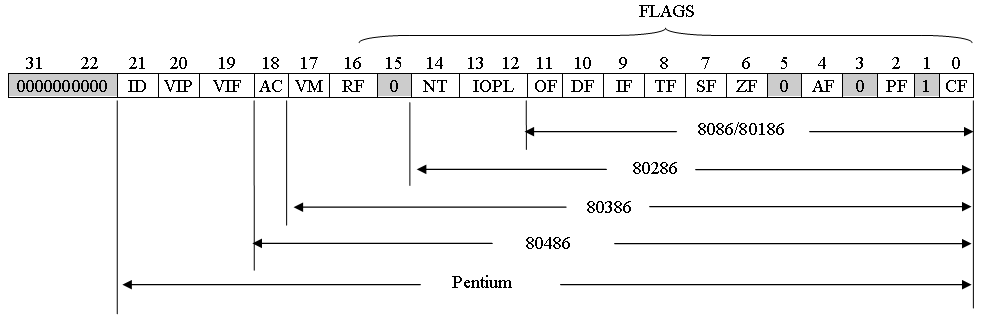 FLAGS
31 22 21 20 19 18 17 16 15 14 13 12 11 10 9 8 7 6 5 4 3 2 1 0
0000000000 ID VIP VIF AC VM RF 0 NT IOPL OF DF IF TF SF ZF 0 AF 0 PF 1 CF
8086/80186
80286
80386
80486
Pentium